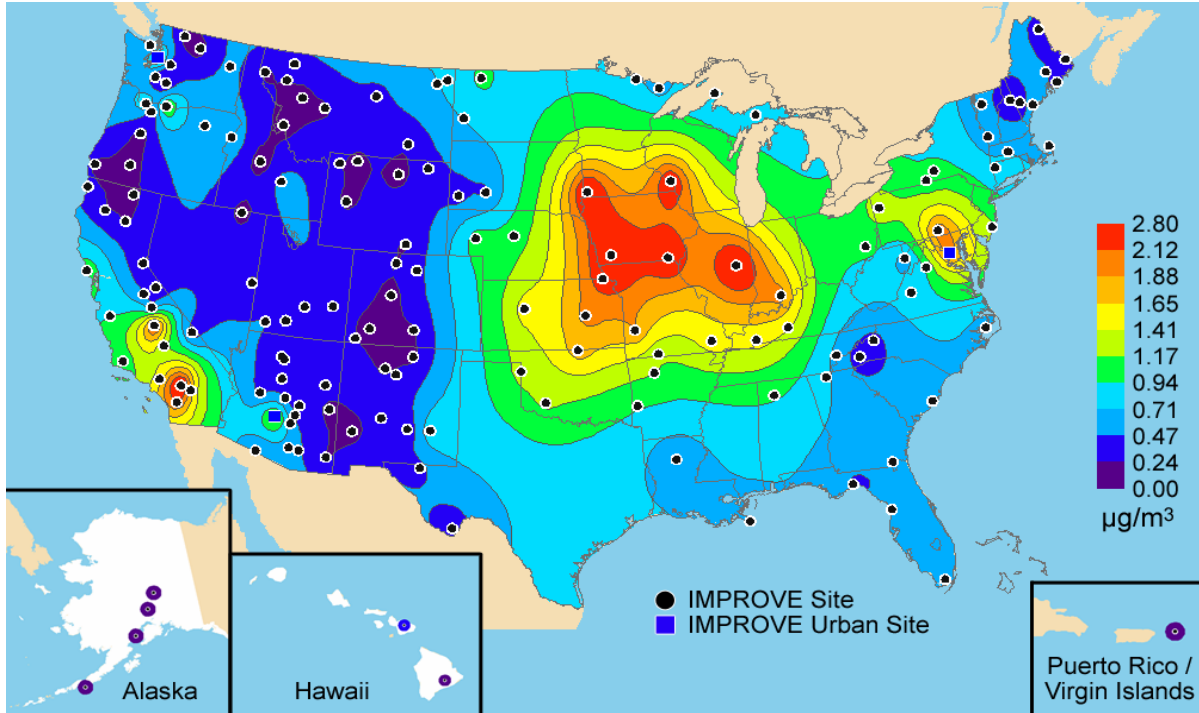 2.80
2.12
1.88
1.65
1.41
1.17
0.94
0.71
0.47
0.24
0.00
µg/m³
IMPROVE Site
IMPROVE Urban Site
Alaska
Hawaii
Puerto Rico /
Virgin Islands